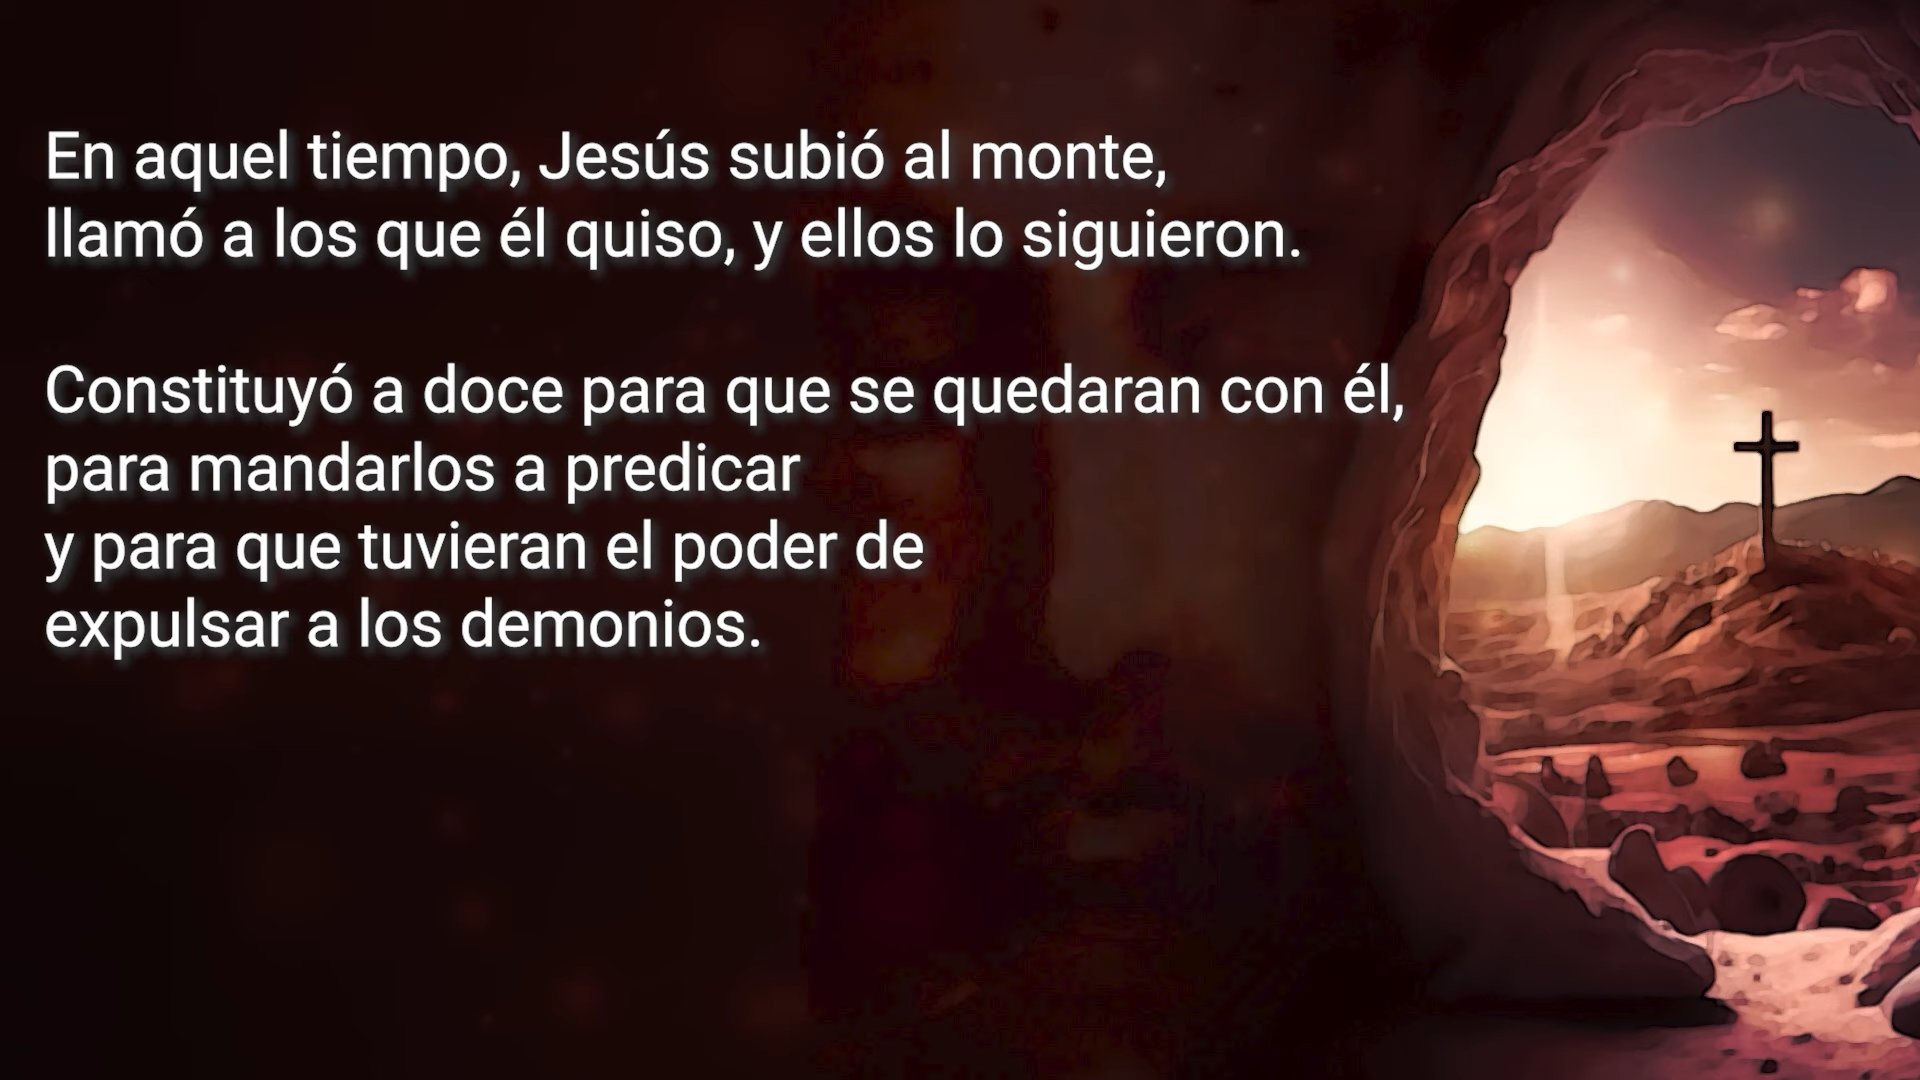 En aquel tiempo, Jesús subió al monte,
llamó a los que él quiso, y ellos lo siguieron.
Constituyó a doce para que se quedaran con él,
para mandarlos a predicar
y para que tuvieran el poder de
expulsar a los demonios.